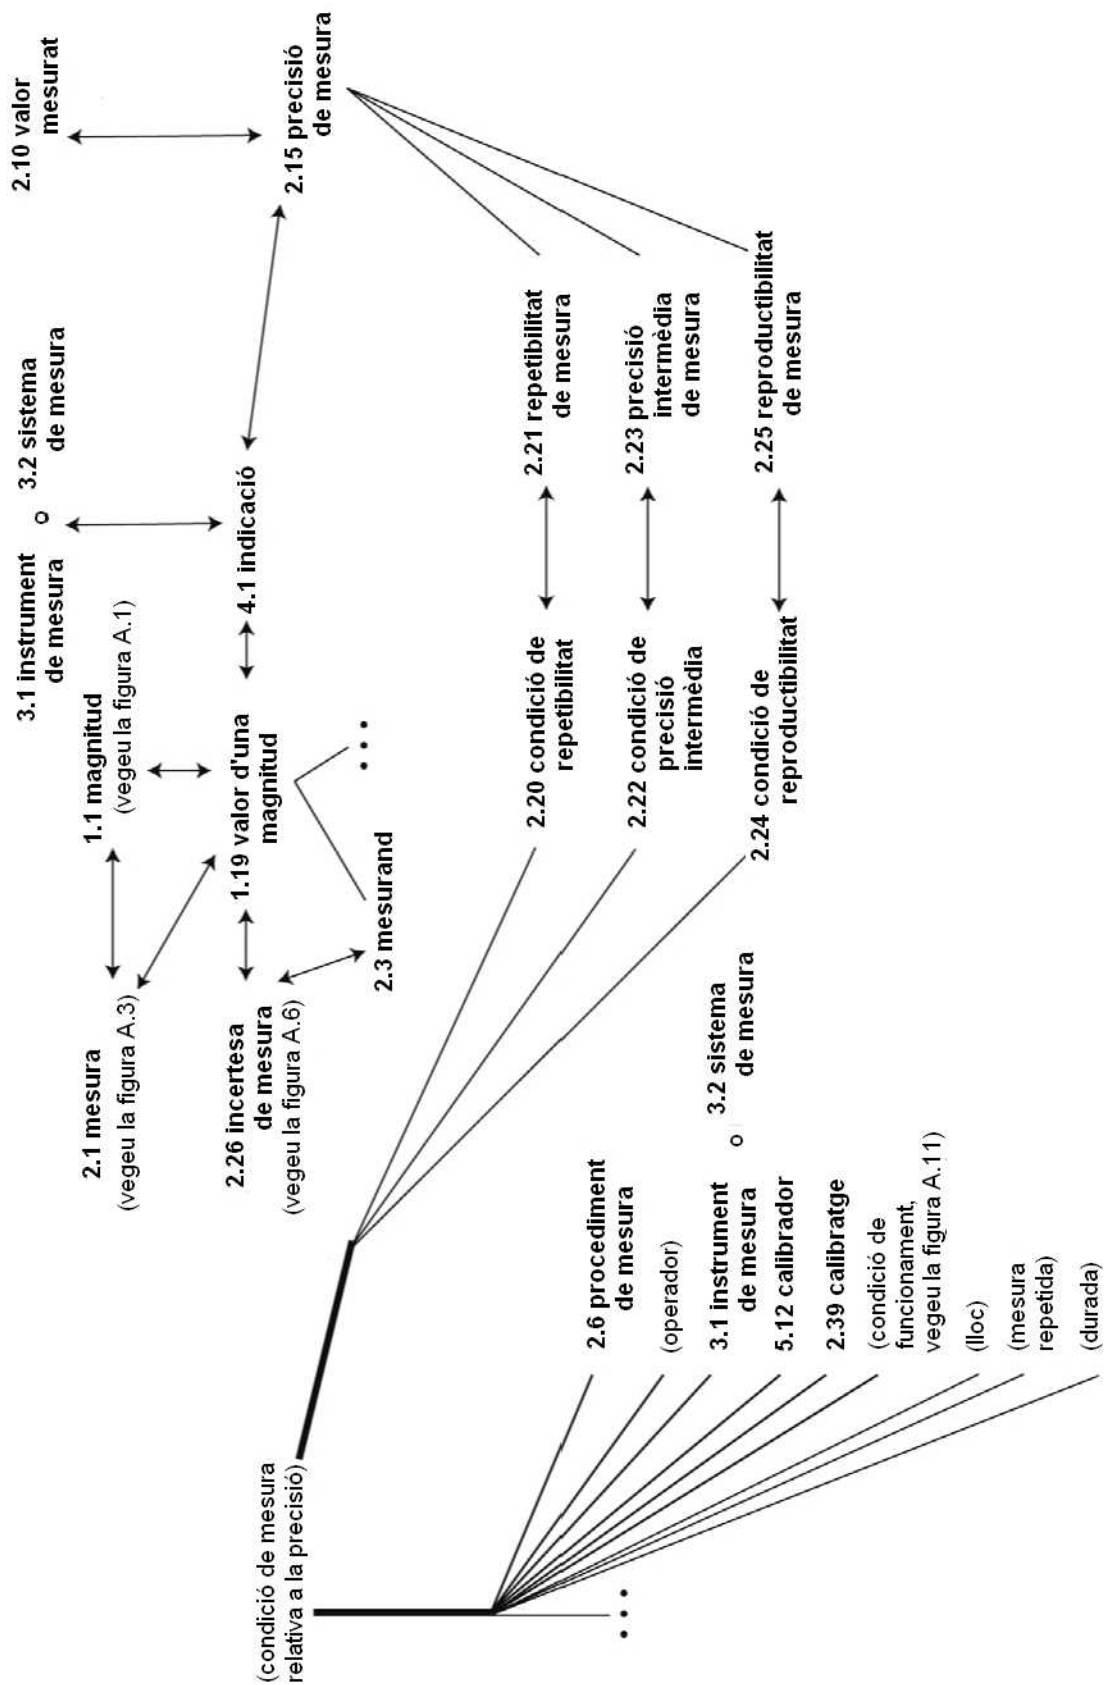 3.1 instrument
de mesura
o
3.2 sistema
de mesura
2.10 valor
mesurat
2.1 mesura
(vegeu la figura A.3)
1.1 magnitud
(vegeu la figura A.1)
2.26 incertesa
de mesura
(vegeu la figura A.6)
1.19 valor d'una
magnitud
4.1 indicació
2.15 precisió
de mesura
2.3 mesurand
• • •
(condició de mesura
relativa a la precisió)
2.20 condició de
repetibilitat
2.21 repetibilitat
de mesura
2.22 condició de
precisió
intermèdia
2.23 precisió
intermèdia
de mesura
2.24 condició de
reproductibilitat
2.25 reproductibilitat
de mesura
• • •
2.6 procediment
de mesura
(operador)
3.1 instrument
de mesura
o
3.2 sistema
de mesura
5.12 calibrador
2.39 calibratge
(condició de
funcionament,
vegeu la figura A.11)
(lloc)
(mesura
repetida)
(durada)